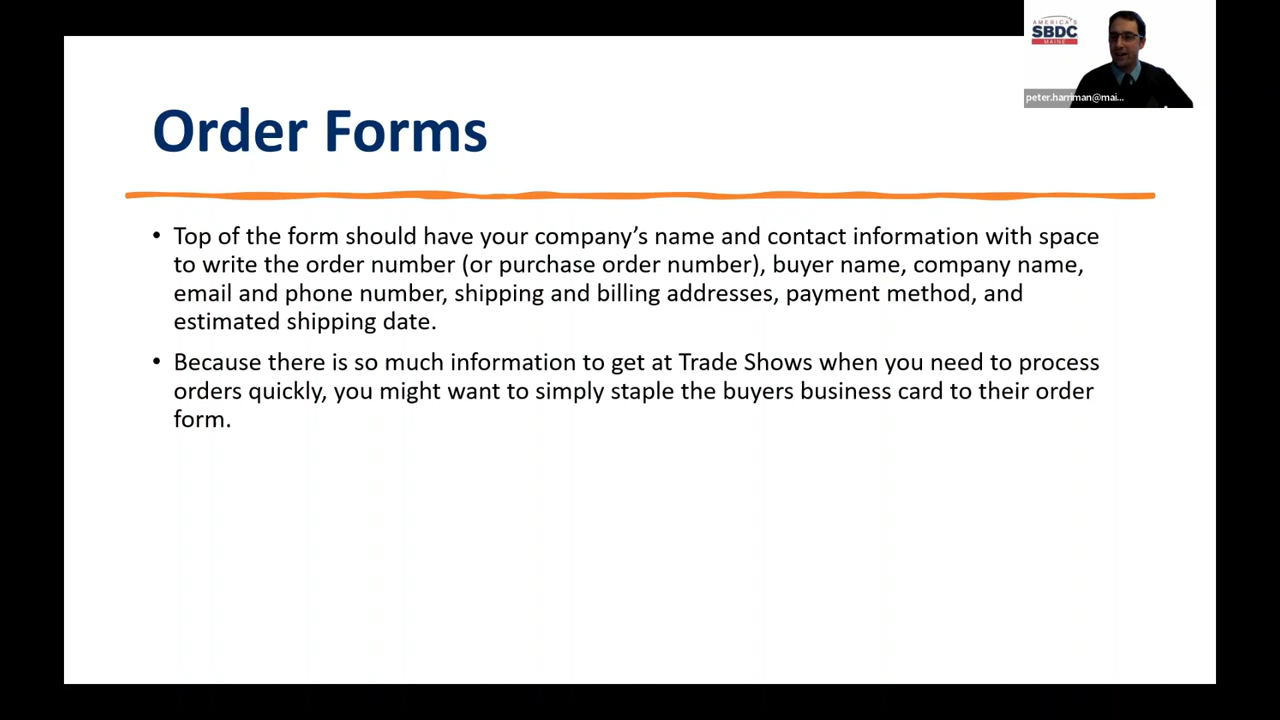 AMERICA'S
SBDC
MAINE
peter.harriman@mai...
Order Forms
• Top of the form should have your company’s name and contact information with space
to write the order number (or purchase order number), buyer name, company name,
email and phone number, shipping and billing addresses, payment method, and
estimated shipping date.
• Because there is so much information to get at Trade Shows when you need to process
orders quickly, you might want to simply staple the buyers business card to their order
form.